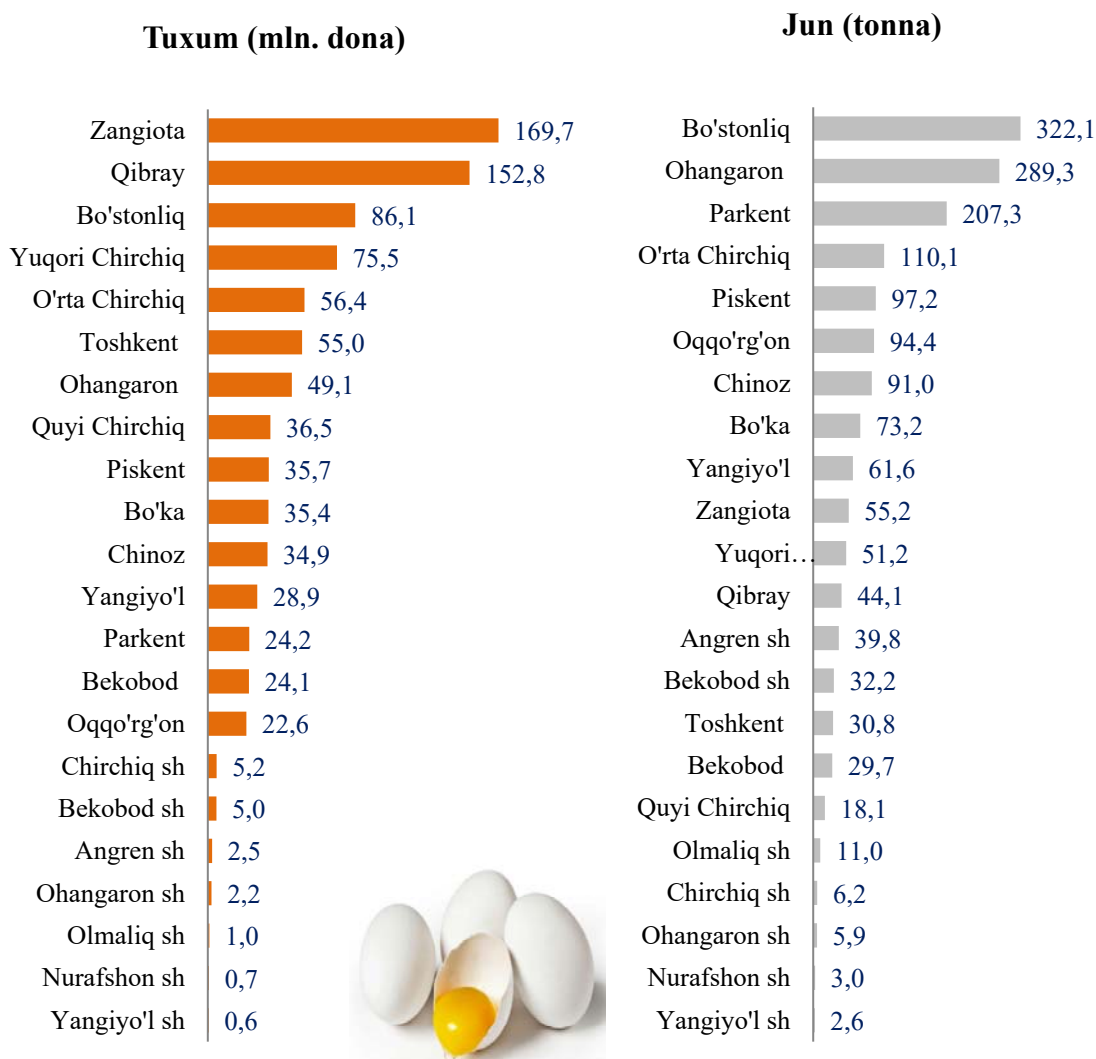 Tuxum (mln. dona)
Zangiota 169,7
Qibray 152,8
Bo'stonliq 86,1
Yuqori Chirchiq 75,5
O'rta Chirchiq 56,4
Toshkent 55,0
Ohangaron 49,1
Quyi Chirchiq 36,5
Piskent 35,7
Bo'ka 35,4
Chinoz 34,9
Yangiyo'l 28,9
Parkent 24,2
Bekobod 24,1
Oqqo'rg'on 22,6
Chirchiq sh 5,2
Bekobod sh 5,0
Angren sh 2,5
Ohangaron sh 2,2
Olmaliq sh 1,0
Nurafshon sh 0,7
Yangiyo'l sh 0,6
Jun (tonna)
Bo'stonliq 322,1
Ohangaron 289,3
Parkent 207,3
O'rta Chirchiq 110,1
Piskent 97,2
Oqqo'rg'on 94,4
Chinoz 91,0
Bo'ka 73,2
Yangiyo'l 61,6
Zangiota 55,2
Yuqori… 51,2
Qibray 44,1
Angren sh 39,8
Bekobod sh 32,2
Toshkent 30,8
Bekobod 29,7
Quyi Chirchiq 18,1
Olmaliq sh 11,0
Chirchiq sh 6,2
Ohangaron sh 5,9
Nurafshon sh 3,0
Yangiyo'l sh 2,6